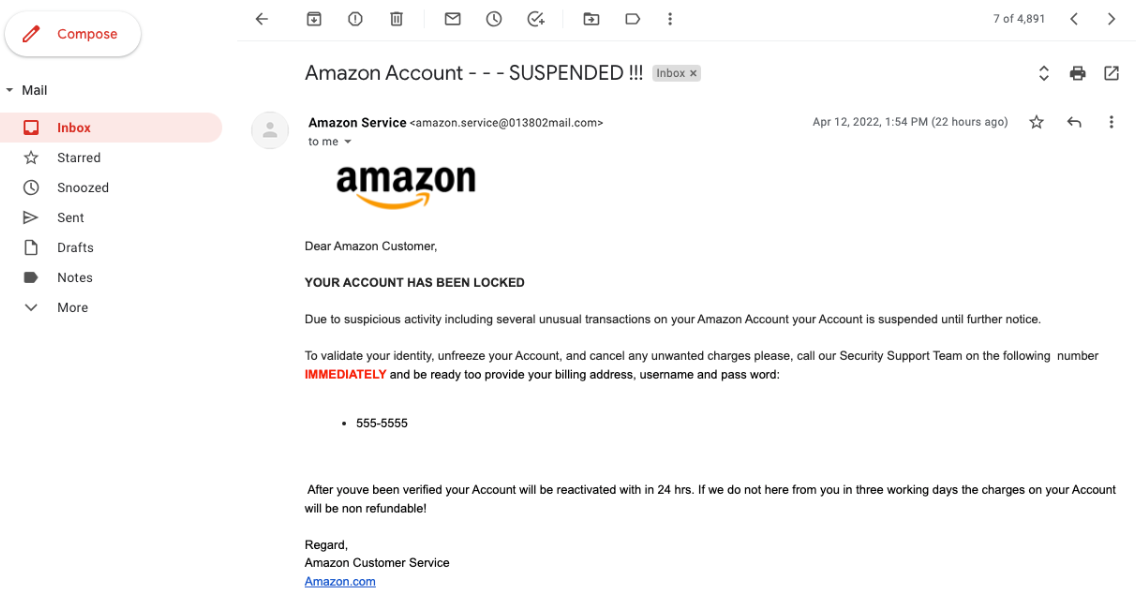 Compose
7 of 4,891
Mail
Inbox
Starred
Snoozed
Sent
Drafts
Notes
More
Amazon Account - - - SUSPENDED !!! Inbox ×
Amazon Service <amazon.service@013802mail.com> Apr 12, 2022, 1:54 PM (22 hours ago)
to me
amazon
Dear Amazon Customer,
YOUR ACCOUNT HAS BEEN LOCKED
Due to suspicious activity including several unusual transactions on your Amazon Account your Account is suspended until further notice.
To validate your identity, unfreeze your Account, and cancel any unwanted charges please, call our Security Support Team on the following number
IMMEDIATELY and be ready too provide your billing address, username and pass word:
• 555-5555
After youve been verified your Account will be reactivated with in 24 hrs. If we do not here from you in three working days the charges on your Account
will be non refundable!
Regard,
Amazon Customer Service
Amazon.com